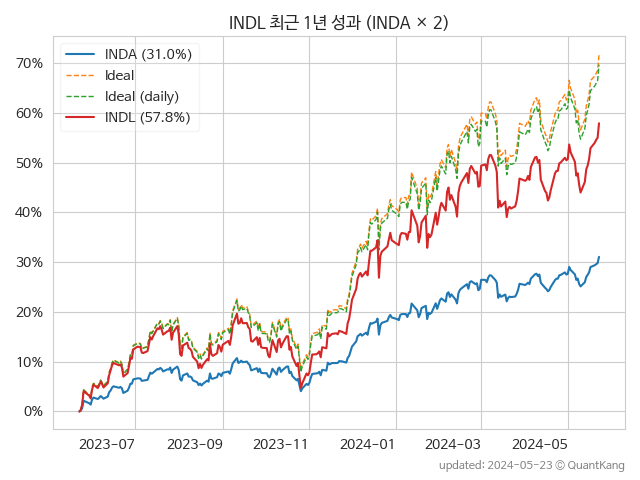 INDL 최근 1년 성과 (INDA × 2)
INDA (31.0%)
Ideal
Ideal (daily)
INDL (57.8%)
70%
60%
50%
40%
30%
20%
10%
0%
2023-07 2023-09 2023-11 2024-01 2024-03 2024-05
updated: 2024-05-23 © QuantKang